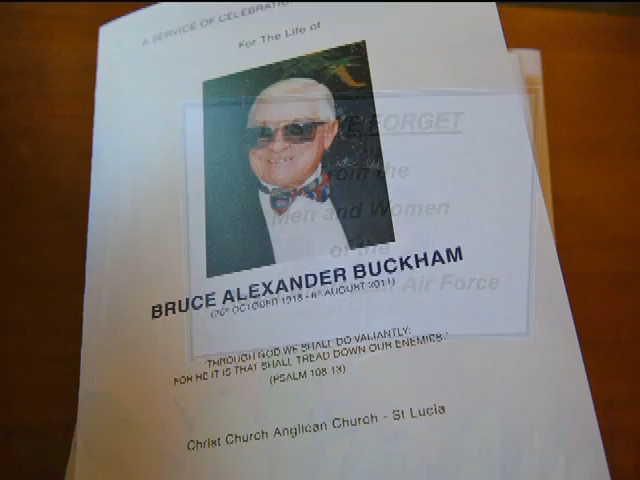 A SERVICE OF CELEBRATION
For The Life of
FORGET
from the
Men and Women
of the
Air Force
BRUCE ALEXANDER BUCKHAM
AUGUST 2011)
THROUGH GOD WE SHALL DO VALIANTLY;
FOR HE IT IS THAT SHALL TREAD DOWN OUR ENEMIES."
(PSALM 108:13)
Christ Church Anglican Church - St Lucia